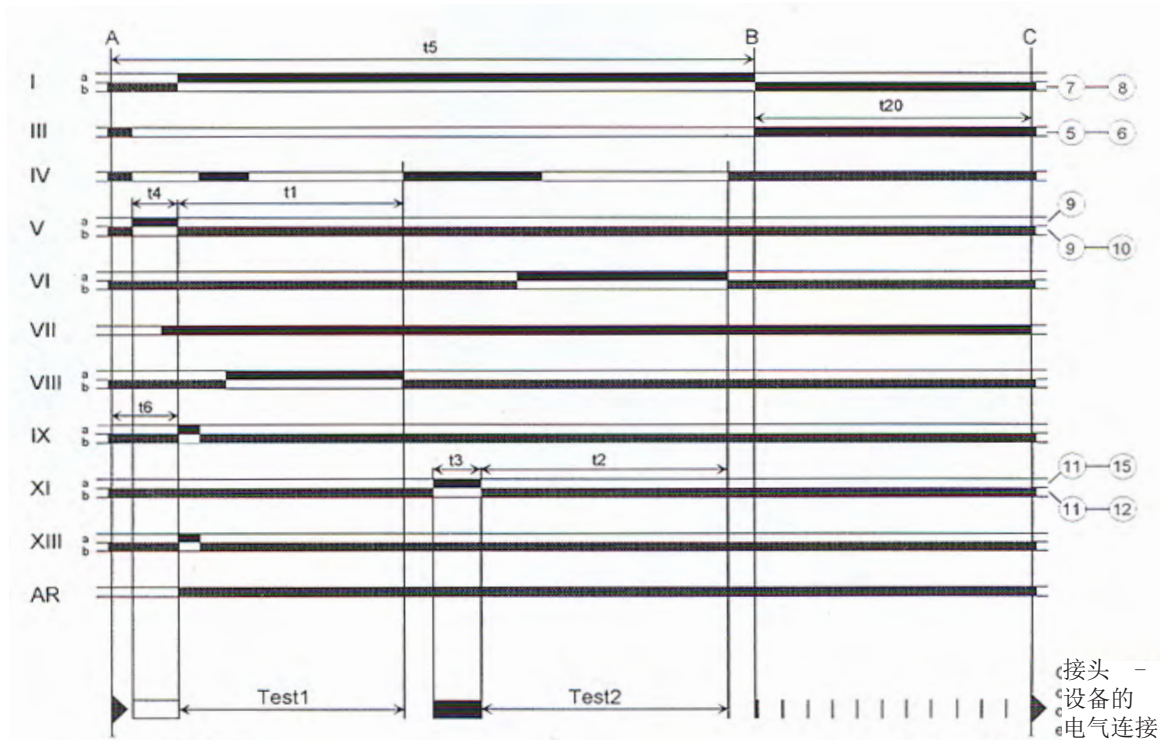 A B C
t5
I a b 7 8
t20
III 5 6
IV
t4 t1
V a b 9
9 10
VI a b
VII
VIII a b
t6
IX a b
t3 t2
XI a b 11 15
11 12
XIII a b
AR
接头 -
Test1 Test2 设备的
电气连接